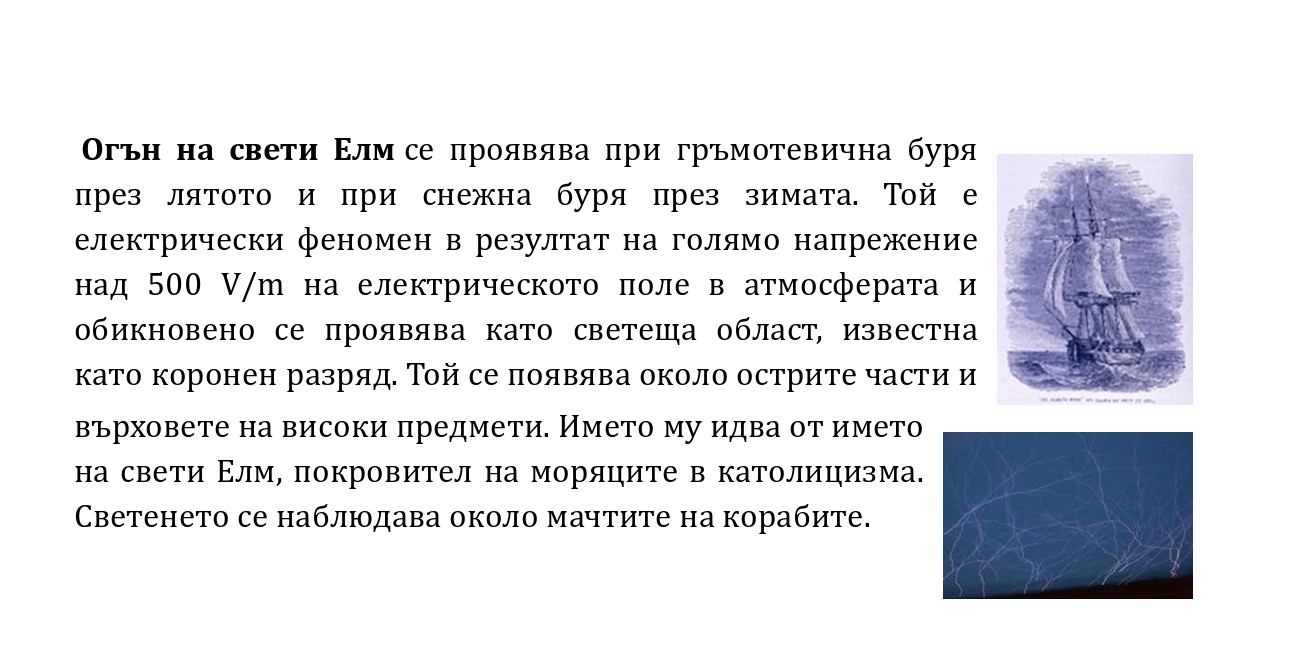 Огън на свети Елм се проявява при гръмотевична буря
през лятото и при снежна буря през зимата. Той е
електрически феномен в резултат на голямо напрежение
над 500 V/m на електрическото поле в атмосферата и
обикновено се проявява като светеща област, известна
като коронен разряд. Той се появява около острите части и
върховете на високи предмети. Името му идва от името
на свети Елм, покровител на моряците в католицизма.
Светенето се наблюдава около мачтите на корабите.